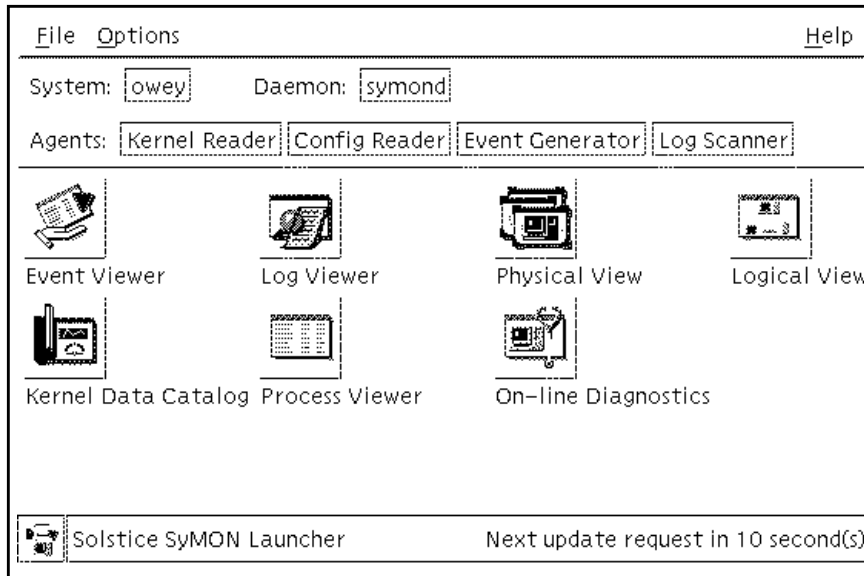 File Options Help
System: owey Daemon: symond
Agents: Kernel Reader Config Reader Event Generator Log Scanner
Event Viewer Log Viewer Physical View Logical View
Kernel Data Catalog Process Viewer On-line Diagnostics
Solstice SyMON Launcher Next update request in 10 second(s)